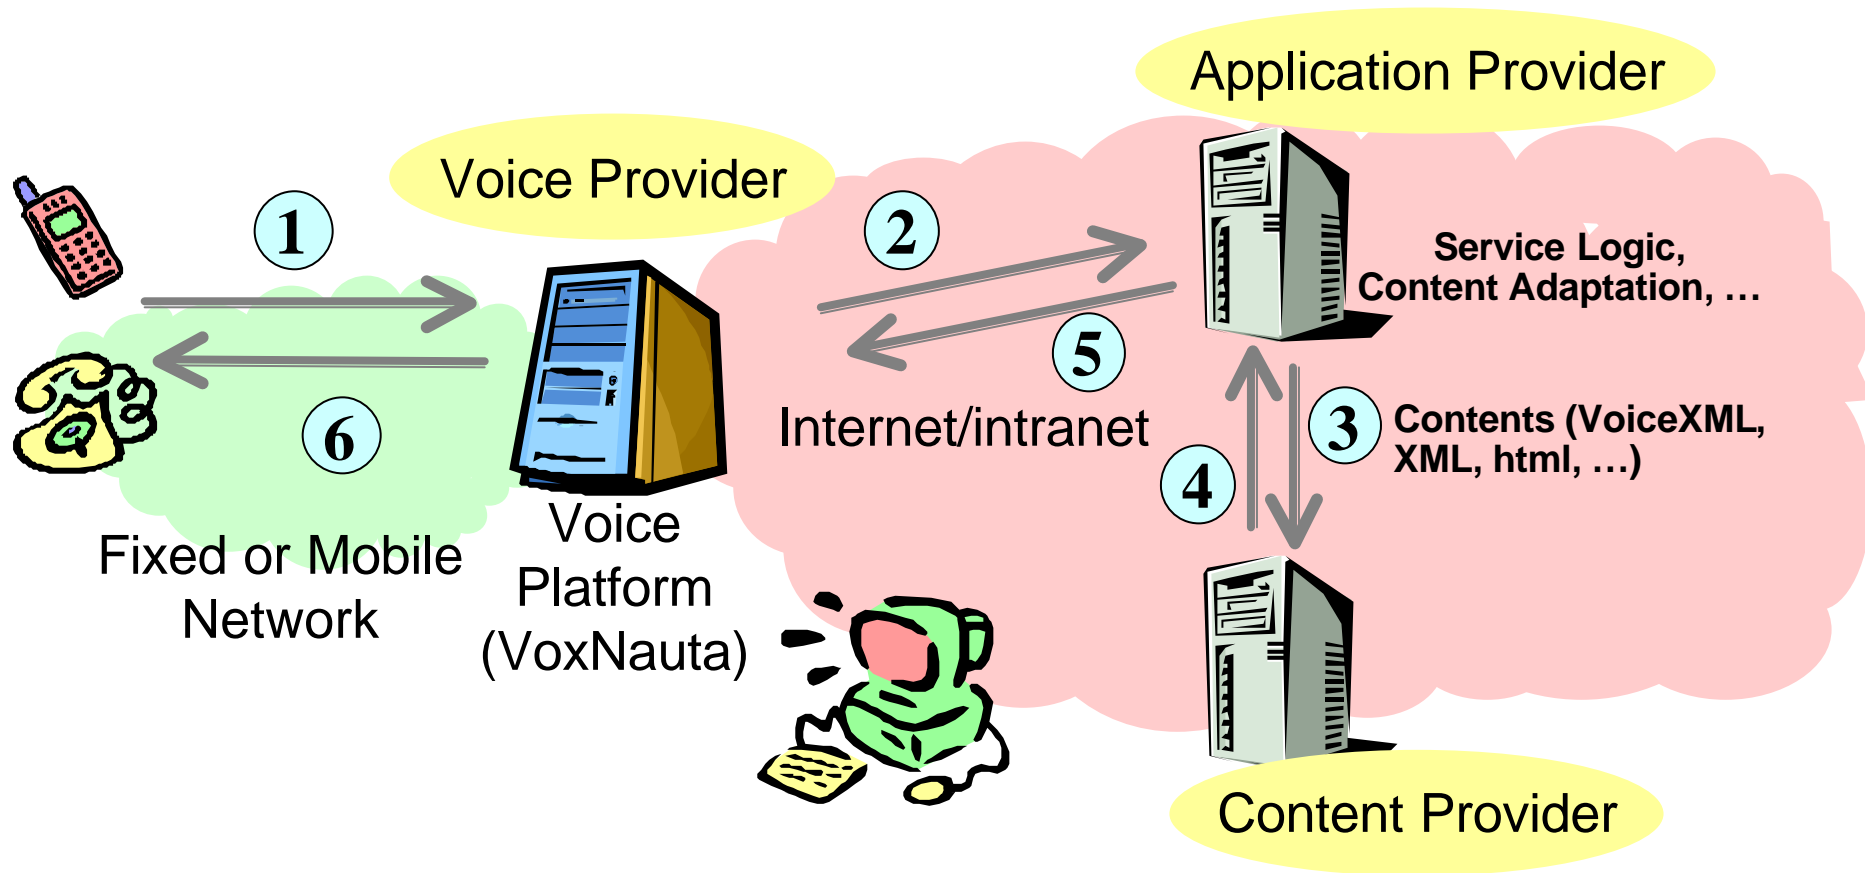 Application Provider
Voice Provider
1
2
Service Logic,
Content Adaptation, …
5
Internet/intranet
6
3
Contents (VoiceXML,
XML, html, …)
4
Fixed or Mobile
Network
Voice
Platform
(VoxNauta)
Content Provider